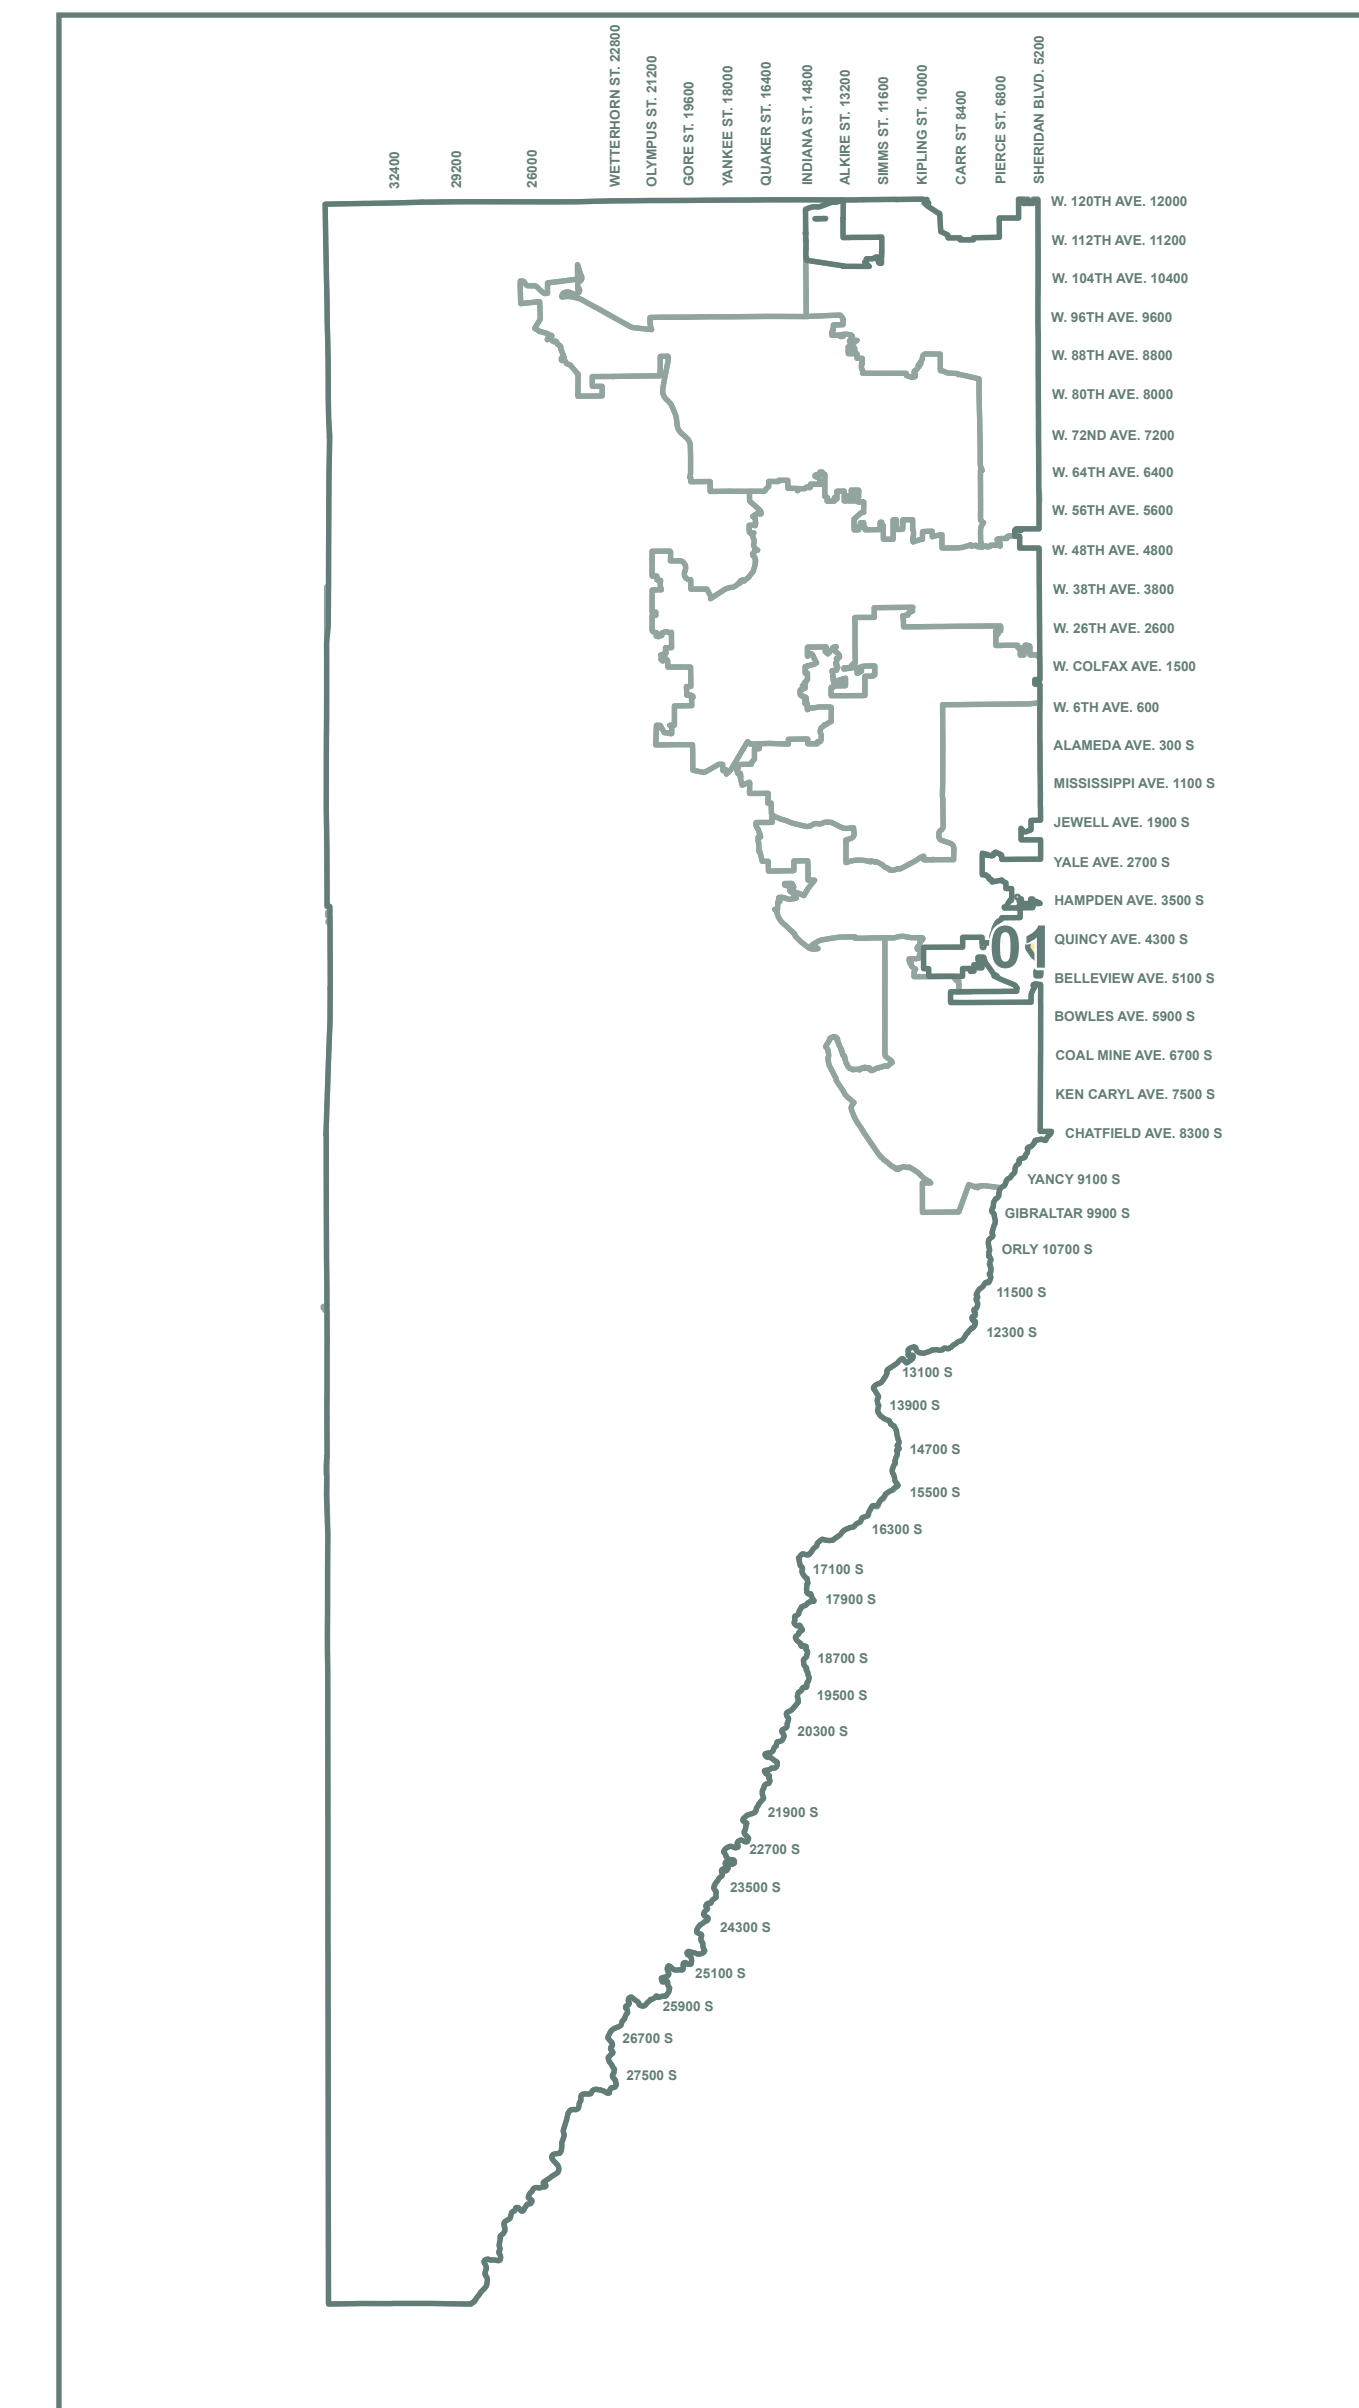 32400
29200
26000
WETTERHORN ST. 22800
OLYMPUS ST. 21200
GORE ST. 19600
YANKEE ST. 18000
QUAKER ST. 16400
INDIANA ST. 14800
ALKIRE ST. 13200
SIMMS ST. 11600
KIPLING ST. 10000
CARR ST 8400
PIERCE ST. 6800
SHERIDAN BLVD. 5200
W. 120TH AVE. 12000
W. 112TH AVE. 11200
W. 104TH AVE. 10400
W. 96TH AVE. 9600
W. 88TH AVE. 8800
W. 80TH AVE. 8000
W. 72ND AVE. 7200
W. 64TH AVE. 6400
W. 56TH AVE. 5600
W. 48TH AVE. 4800
W. 38TH AVE. 3800
W. 26TH AVE. 2600
W. COLFAX AVE. 1500
W. 6TH AVE. 600
ALAMEDA AVE. 300 S
MISSISSIPPI AVE. 1100 S
JEWELL AVE. 1900 S
YALE AVE. 2700 S
HAMPDEN AVE. 3500 S
01
QUINCY AVE. 4300 S
BELLEVIEW AVE. 5100 S
BOWLES AVE. 5900 S
COAL MINE AVE. 6700 S
KEN CARYL AVE. 7500 S
CHATFIELD AVE. 8300 S
YANCY 9100 S
GIBRALTAR 9900 S
ORLY 10700 S
11500 S
12300 S
13100 S
13900 S
14700 S
15500 S
16300 S
17100 S
17900 S
18700 S
19500 S
20300 S
21900 S
22700 S
23500 S
24300 S
25100 S
25900 S
26700 S
27500 S